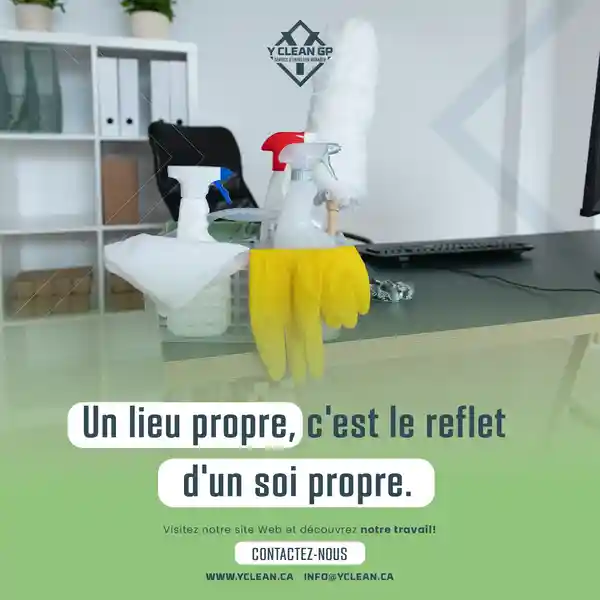 Y CLEAN GP
Un lieu propre, c'est le reflet
d'un soi propre.
Visitez notre site Web et découvrez notre travail!
CONTACTEZ-NOUS
WWW.YCLEAN.CA INFO@YCLEAN.CA